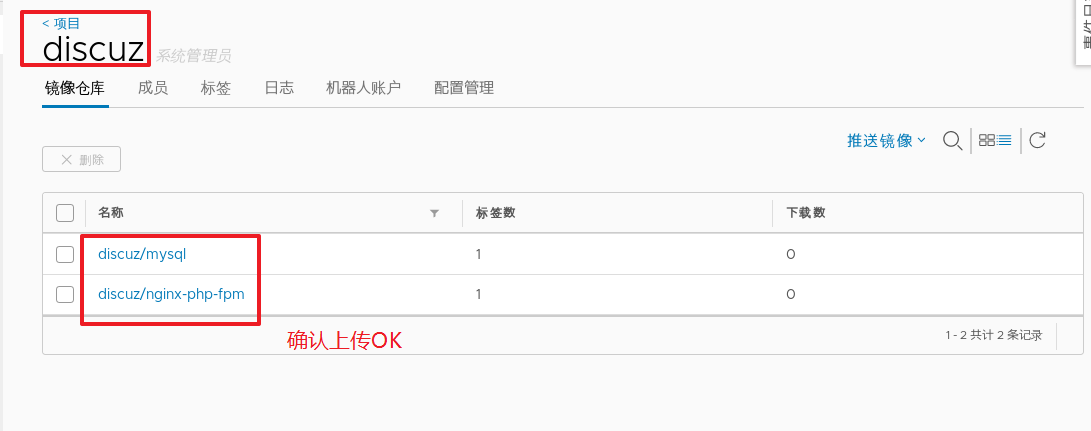 < 项目
discuz 系统管理员
镜像仓库 成员 标签 日志 机器人账户 配置管理
推送镜像
删除
名称 标签数 下载数
discuz/mysql 1 0
discuz/nginx-php-fpm 1 0
确认上传OK
1 - 2 共计 2 条记录